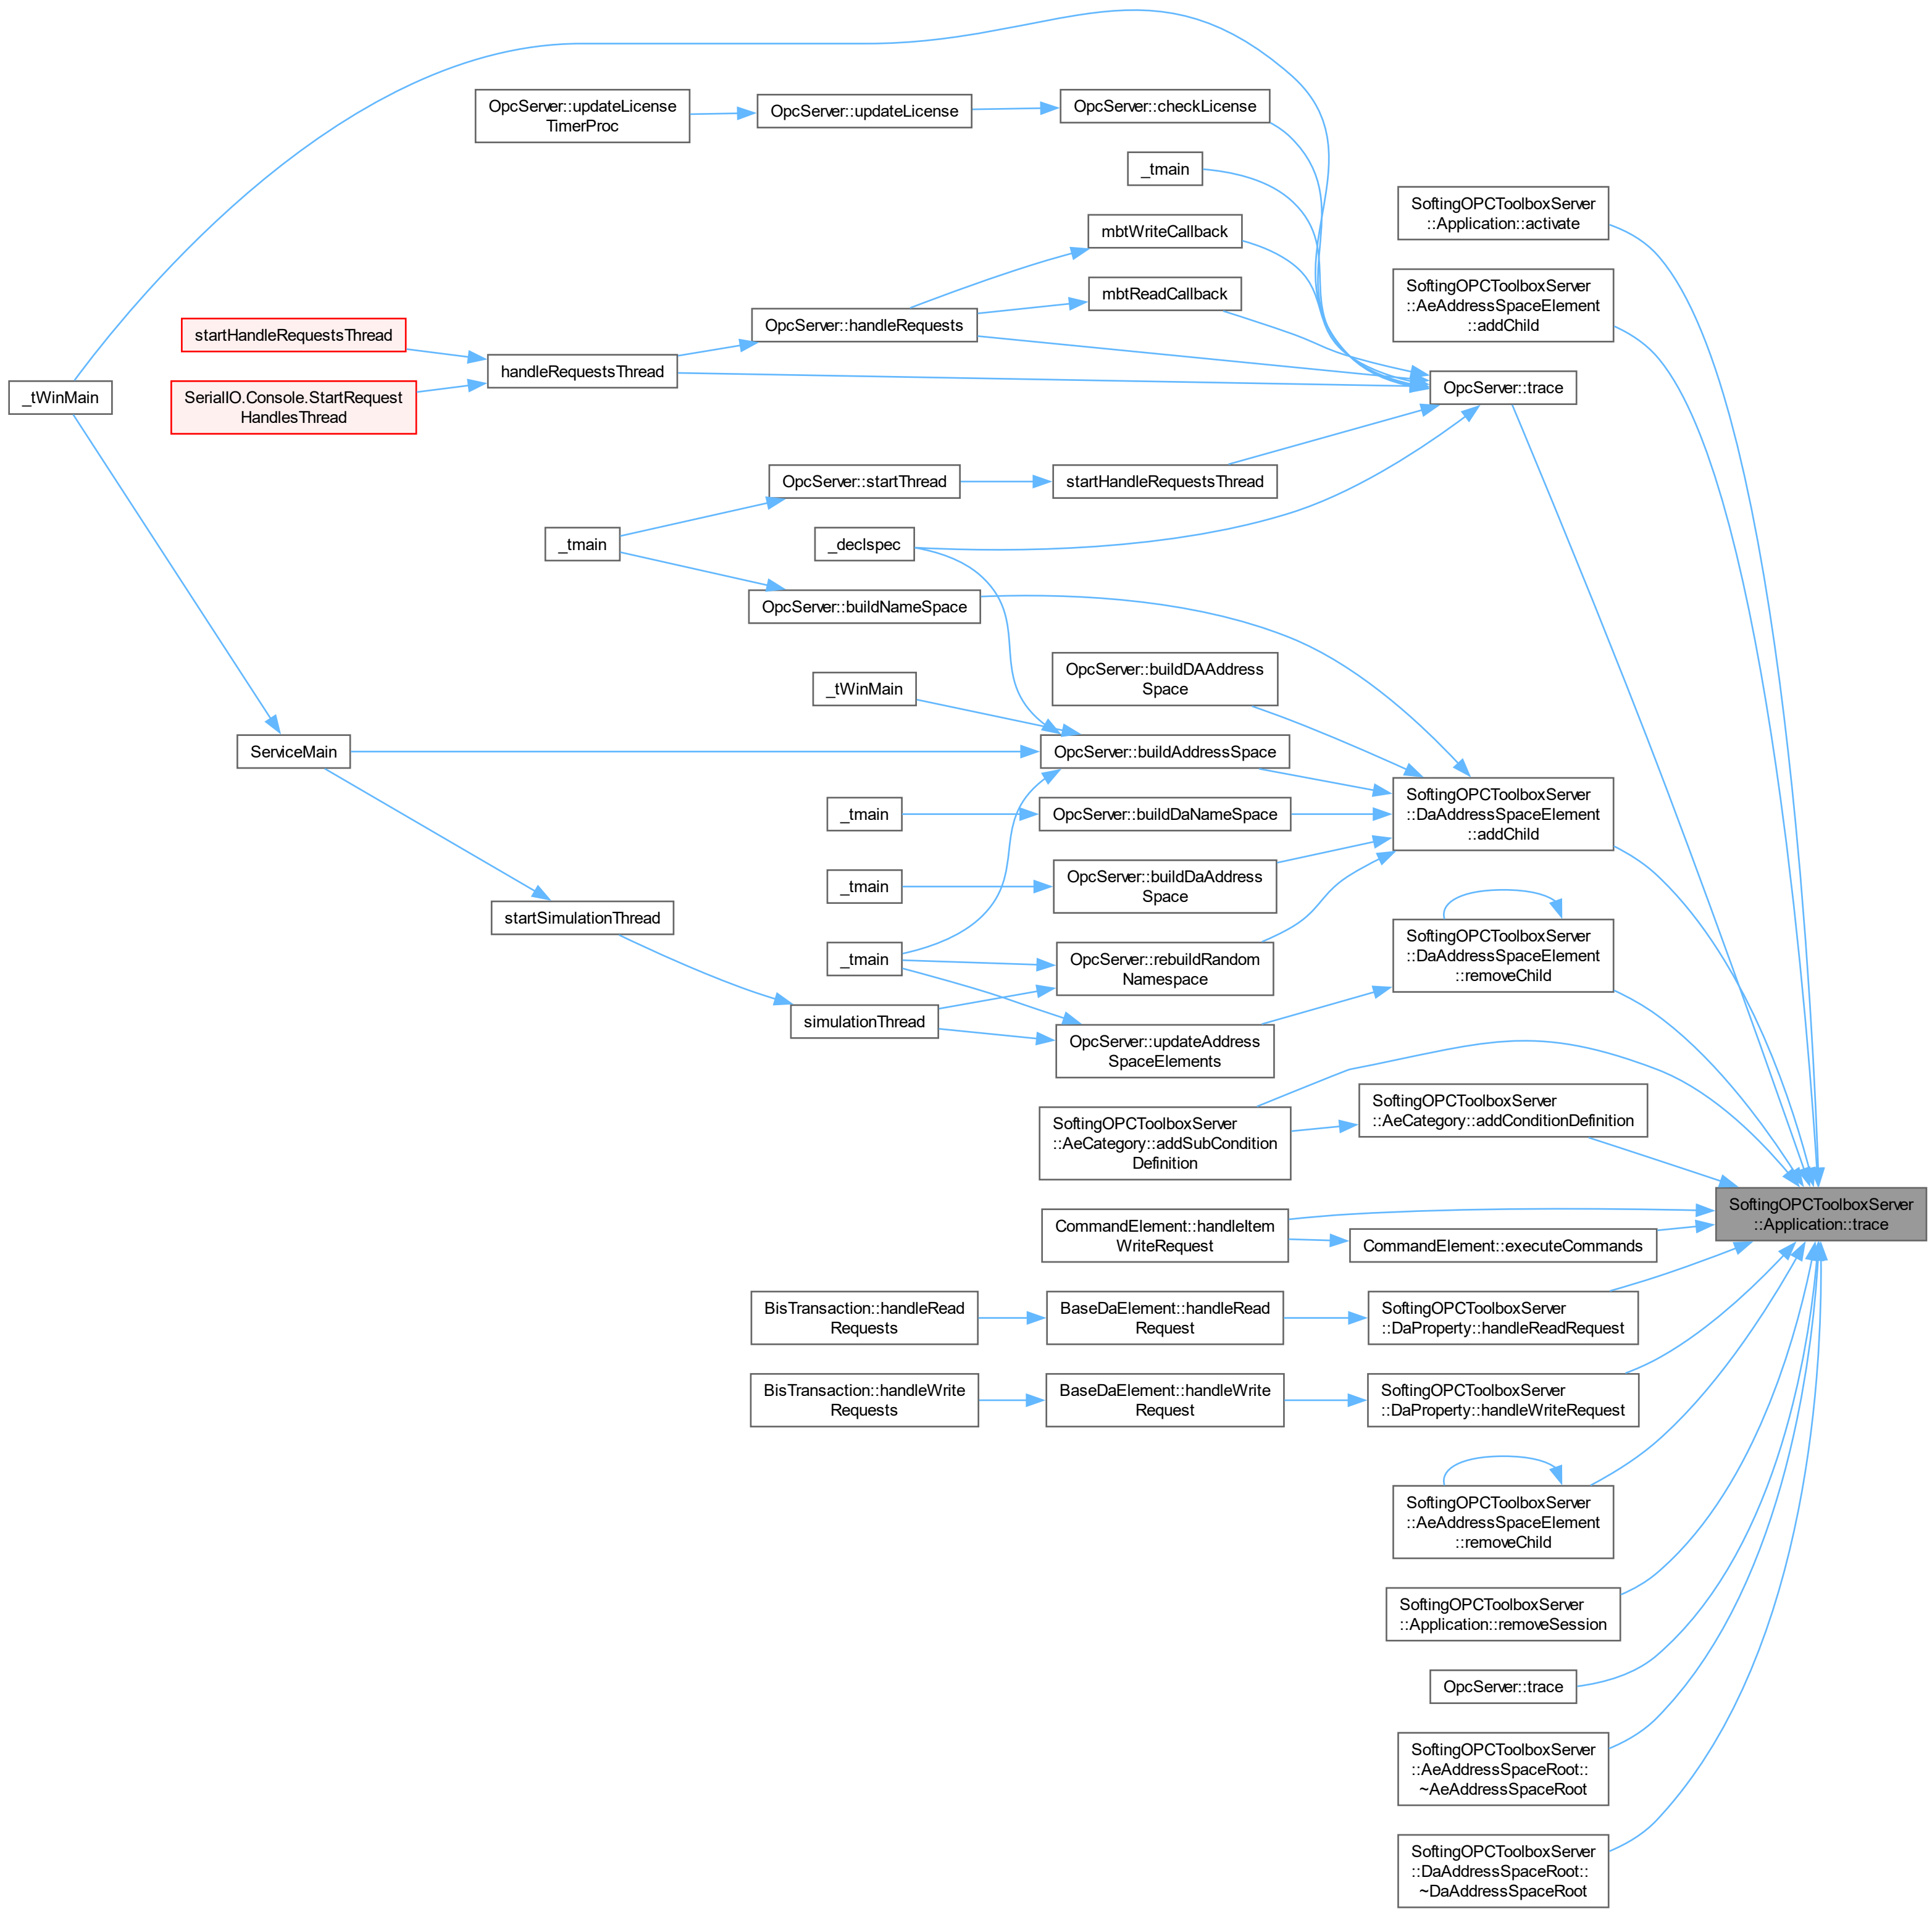 OpcServer::updateLicense
TimerProc
OpcServer::updateLicense
OpcServer::checkLicense
_tmain
SoftingOPCToolboxServer
::Application::activate
mbtWriteCallback
SoftingOPCToolboxServer
::AeAddressSpaceElement
::addChild
mbtReadCallback
OpcServer::handleRequests
startHandleRequestsThread
handleRequestsThread
SerialIO.Console.StartRequest
HandlesThread
_tWinMain
OpcServer::trace
OpcServer::startThread
startHandleRequestsThread
_tmain
_declspec
OpcServer::buildNameSpace
OpcServer::buildDAAddress
Space
_tWinMain
ServiceMain
OpcServer::buildAddressSpace
SoftingOPCToolboxServer
::DaAddressSpaceElement
::addChild
_tmain
OpcServer::buildDaNameSpace
_tmain
OpcServer::buildDaAddress
Space
startSimulationThread
SoftingOPCToolboxServer
::DaAddressSpaceElement
::removeChild
_tmain
OpcServer::rebuildRandom
Namespace
simulationThread
OpcServer::updateAddress
SpaceElements
SoftingOPCToolboxServer
::AeCategory::addSubCondition
Definition
SoftingOPCToolboxServer
::AeCategory::addConditionDefinition
SoftingOPCToolboxServer
::Application::trace
CommandElement::handleItem
WriteRequest
CommandElement::executeCommands
BisTransaction::handleRead
Requests
BaseDaElement::handleRead
Request
SoftingOPCToolboxServer
::DaProperty::handleReadRequest
BisTransaction::handleWrite
Requests
BaseDaElement::handleWrite
Request
SoftingOPCToolboxServer
::DaProperty::handleWriteRequest
SoftingOPCToolboxServer
::AeAddressSpaceElement
::removeChild
SoftingOPCToolboxServer
::Application::removeSession
OpcServer::trace
SoftingOPCToolboxServer
::AeAddressSpaceRoot::
~AeAddressSpaceRoot
SoftingOPCToolboxServer
::DaAddressSpaceRoot::
~DaAddressSpaceRoot